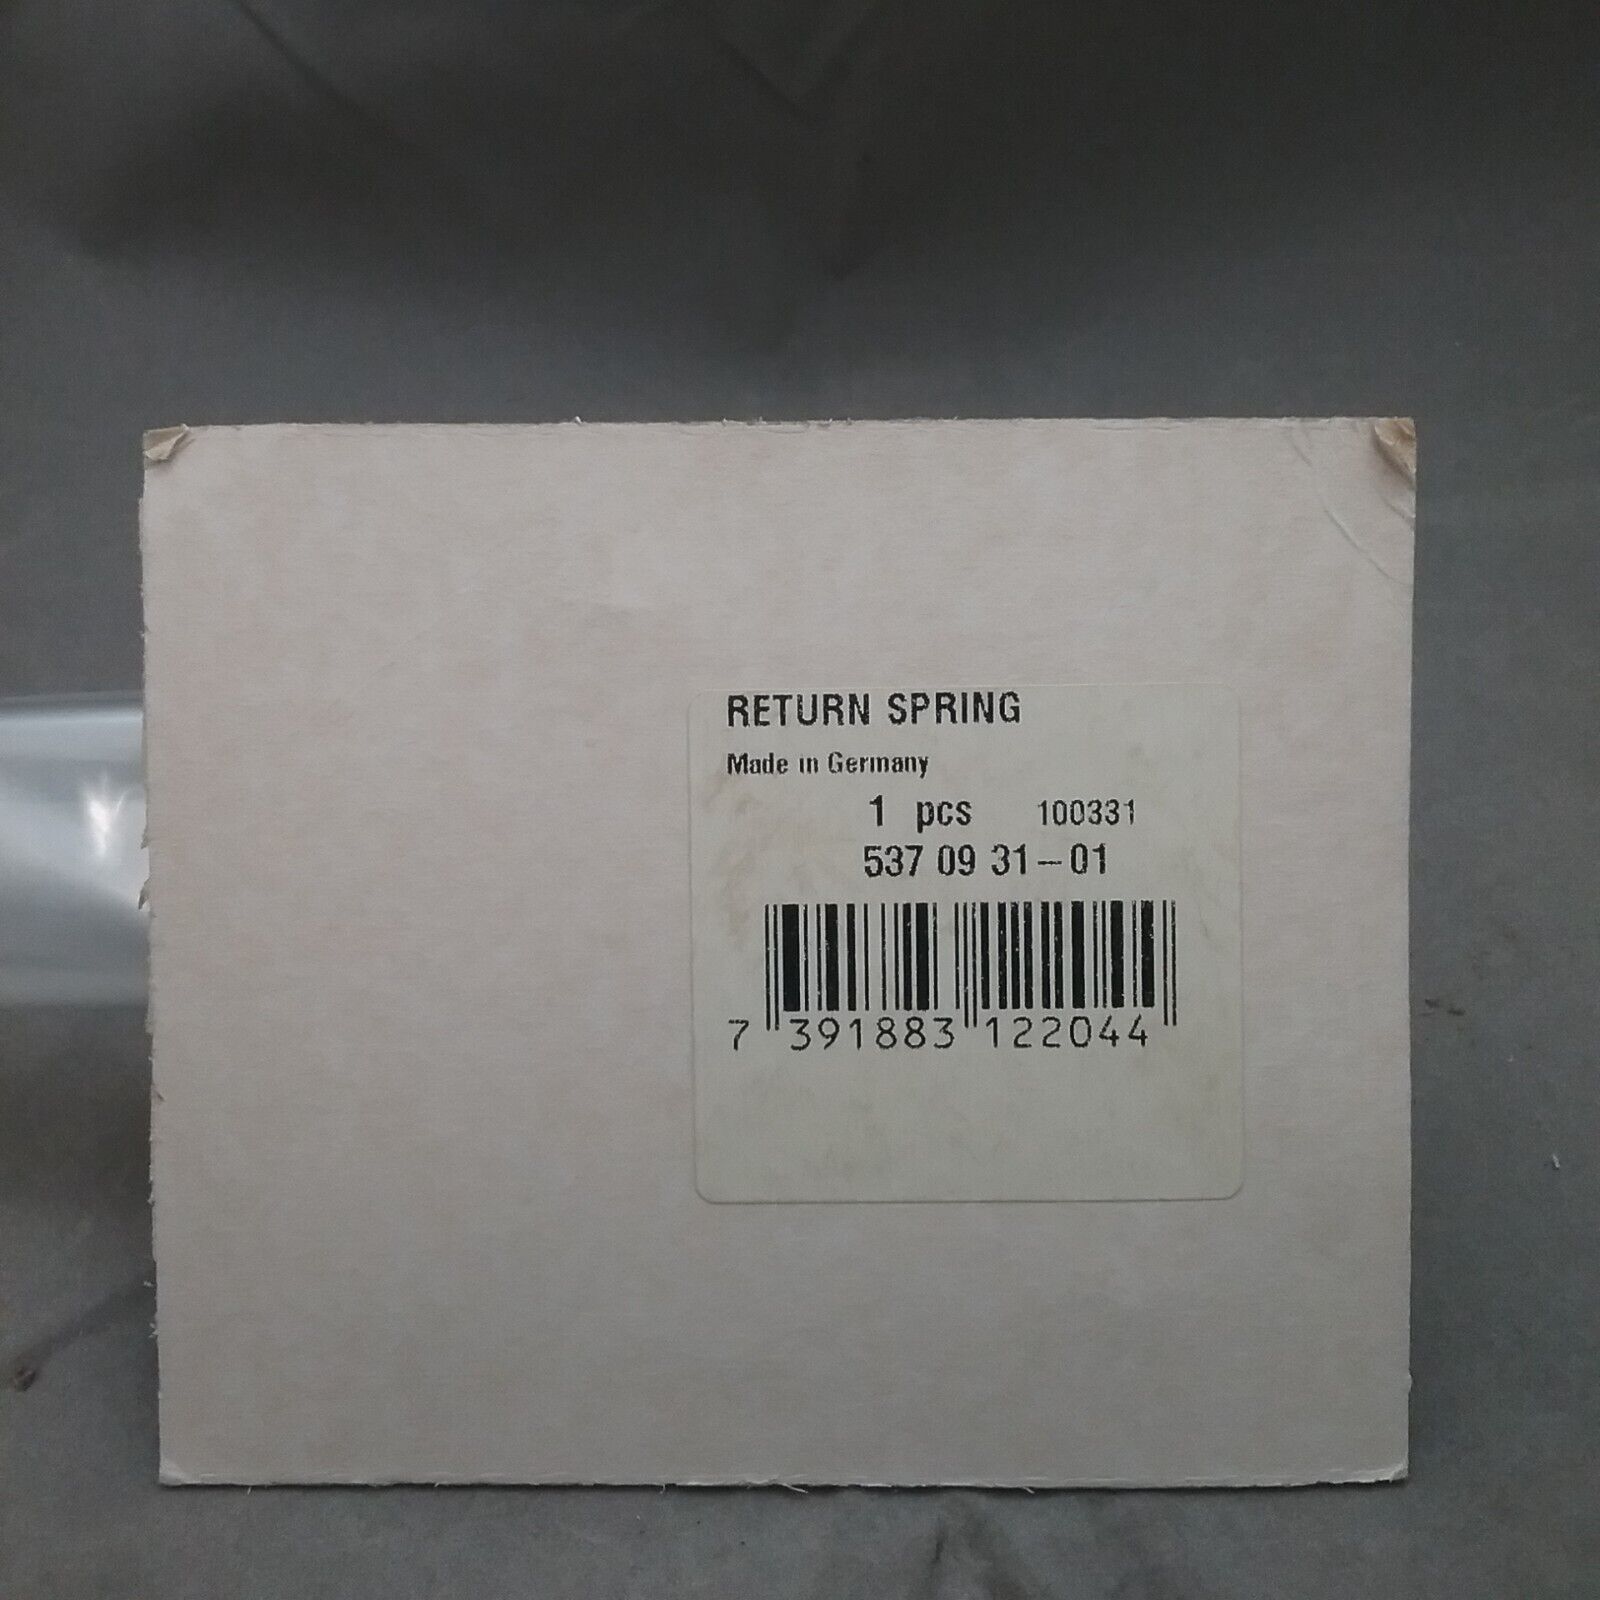 RETURN SPRING
Made in Germany
1 pcs 100331
537 09 31-01
7 391883 122044